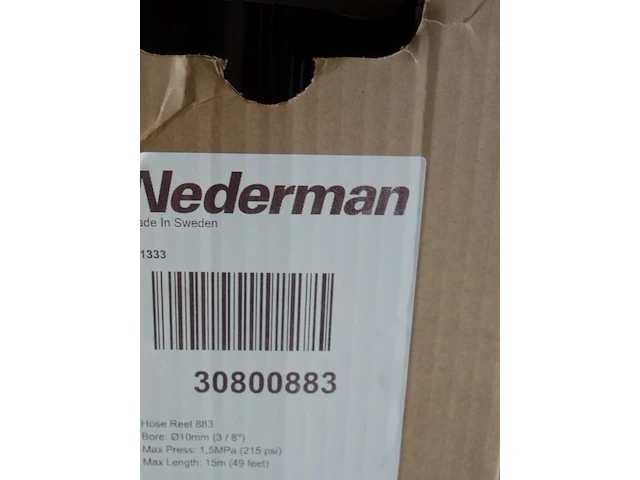 Nederman
ade In Sweden
1333
30800883
Hose Reel 883
Bore: Ø10mm (3 / 8")
Max Press: 1,5MPa (215 psi)
Max Length: 15m (49 feet)